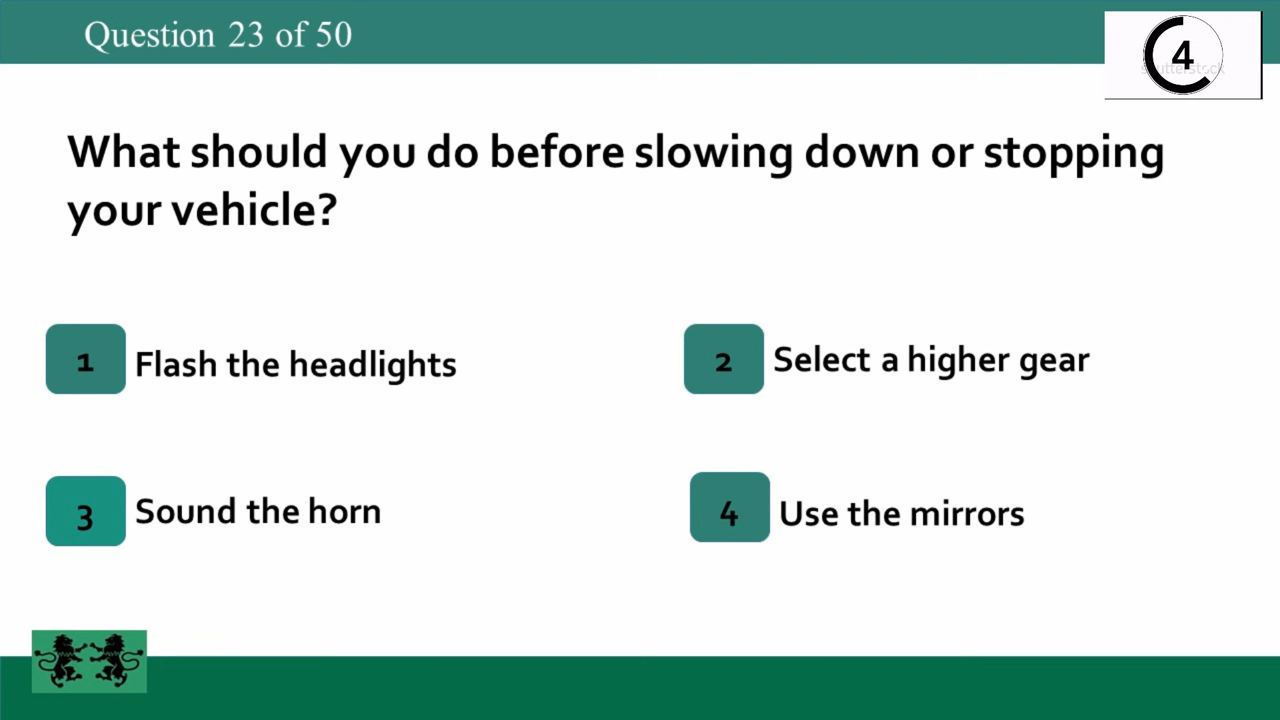 Question 23 of 50
4
shutterstock
What should you do before slowing down or stopping
your vehicle?
1 Flash the headlights
2 Select a higher gear
3 Sound the horn
4 Use the mirrors